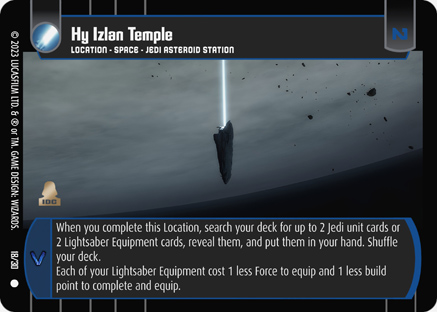 Hy Izlan Temple
LOCATION - SPACE - JEDI ASTEROID STATION
© 2023 LUCASFILM LTD. & ® OR TM. GAME DESIGN: WIZARDS.
18/30
IDC
When you complete this Location, search your deck for up to 2 Jedi unit cards or
2 Lightsaber Equipment cards, reveal them, and put them in your hand. Shuffle
your deck.
Each of your Lightsaber Equipment cost 1 less Force to equip and 1 less build
point to complete and equip.
V